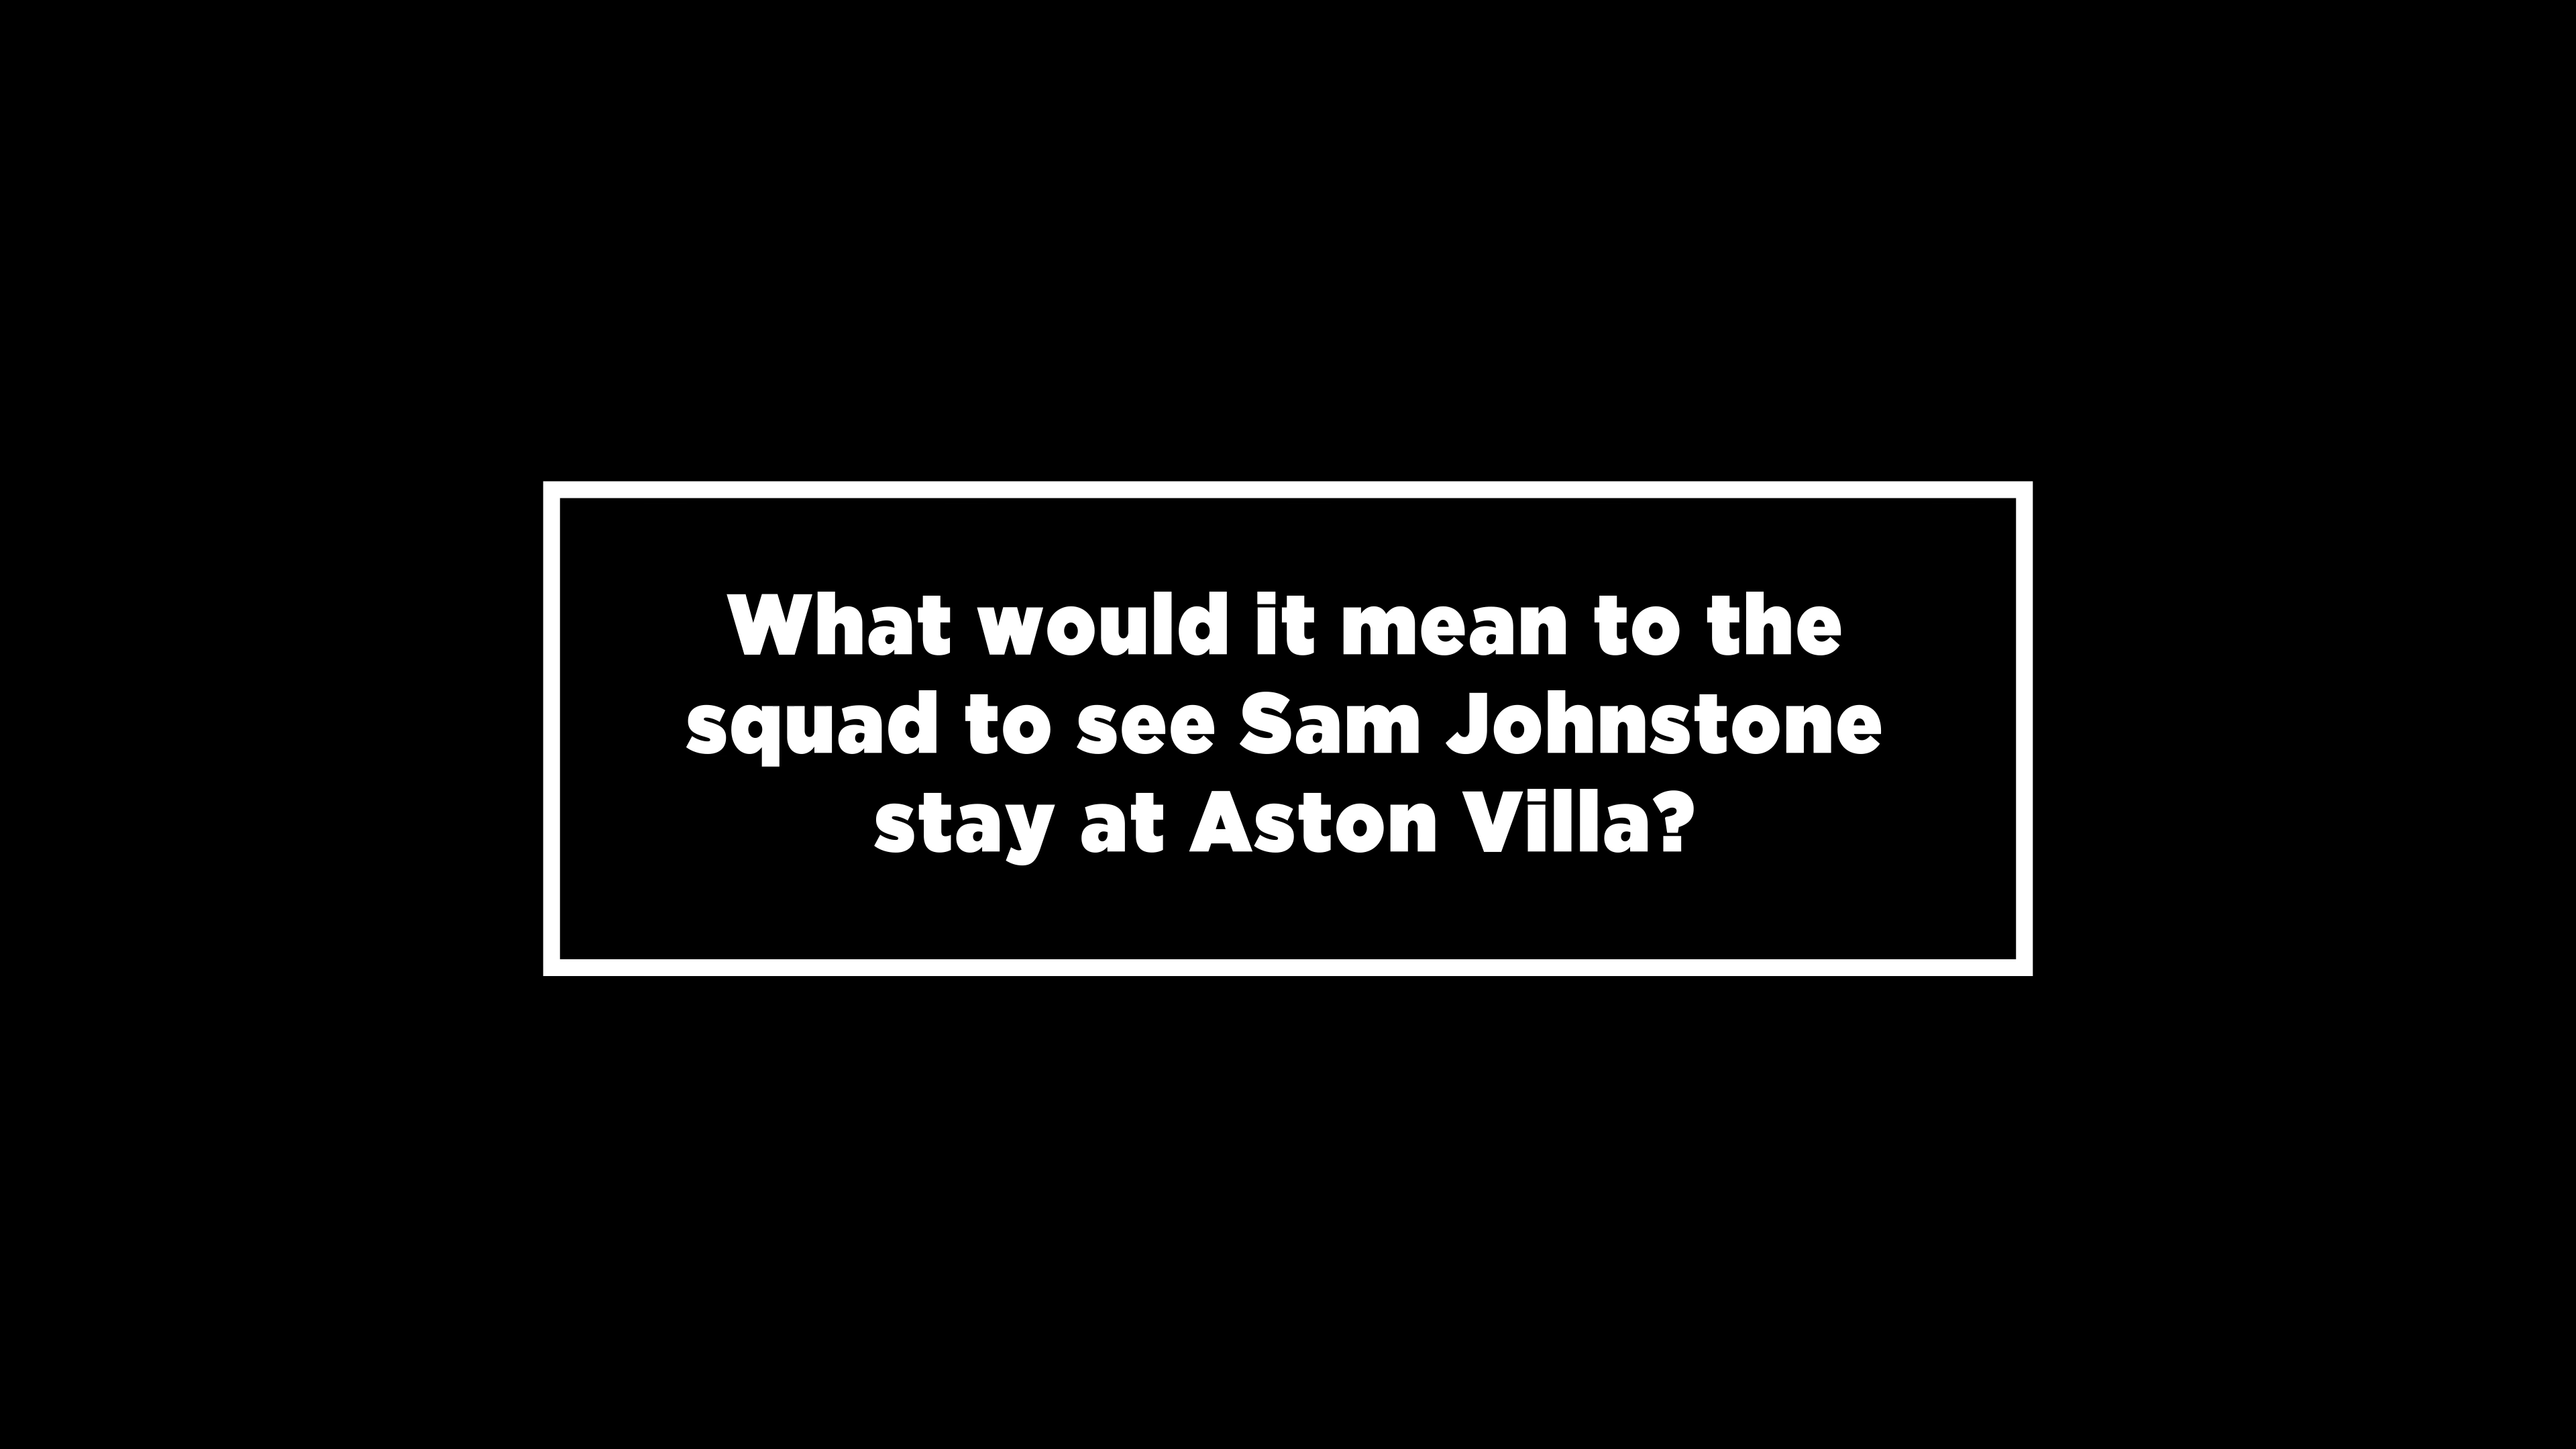 What would it mean to the
squad to see Sam Johnstone
stay at Aston Villa?